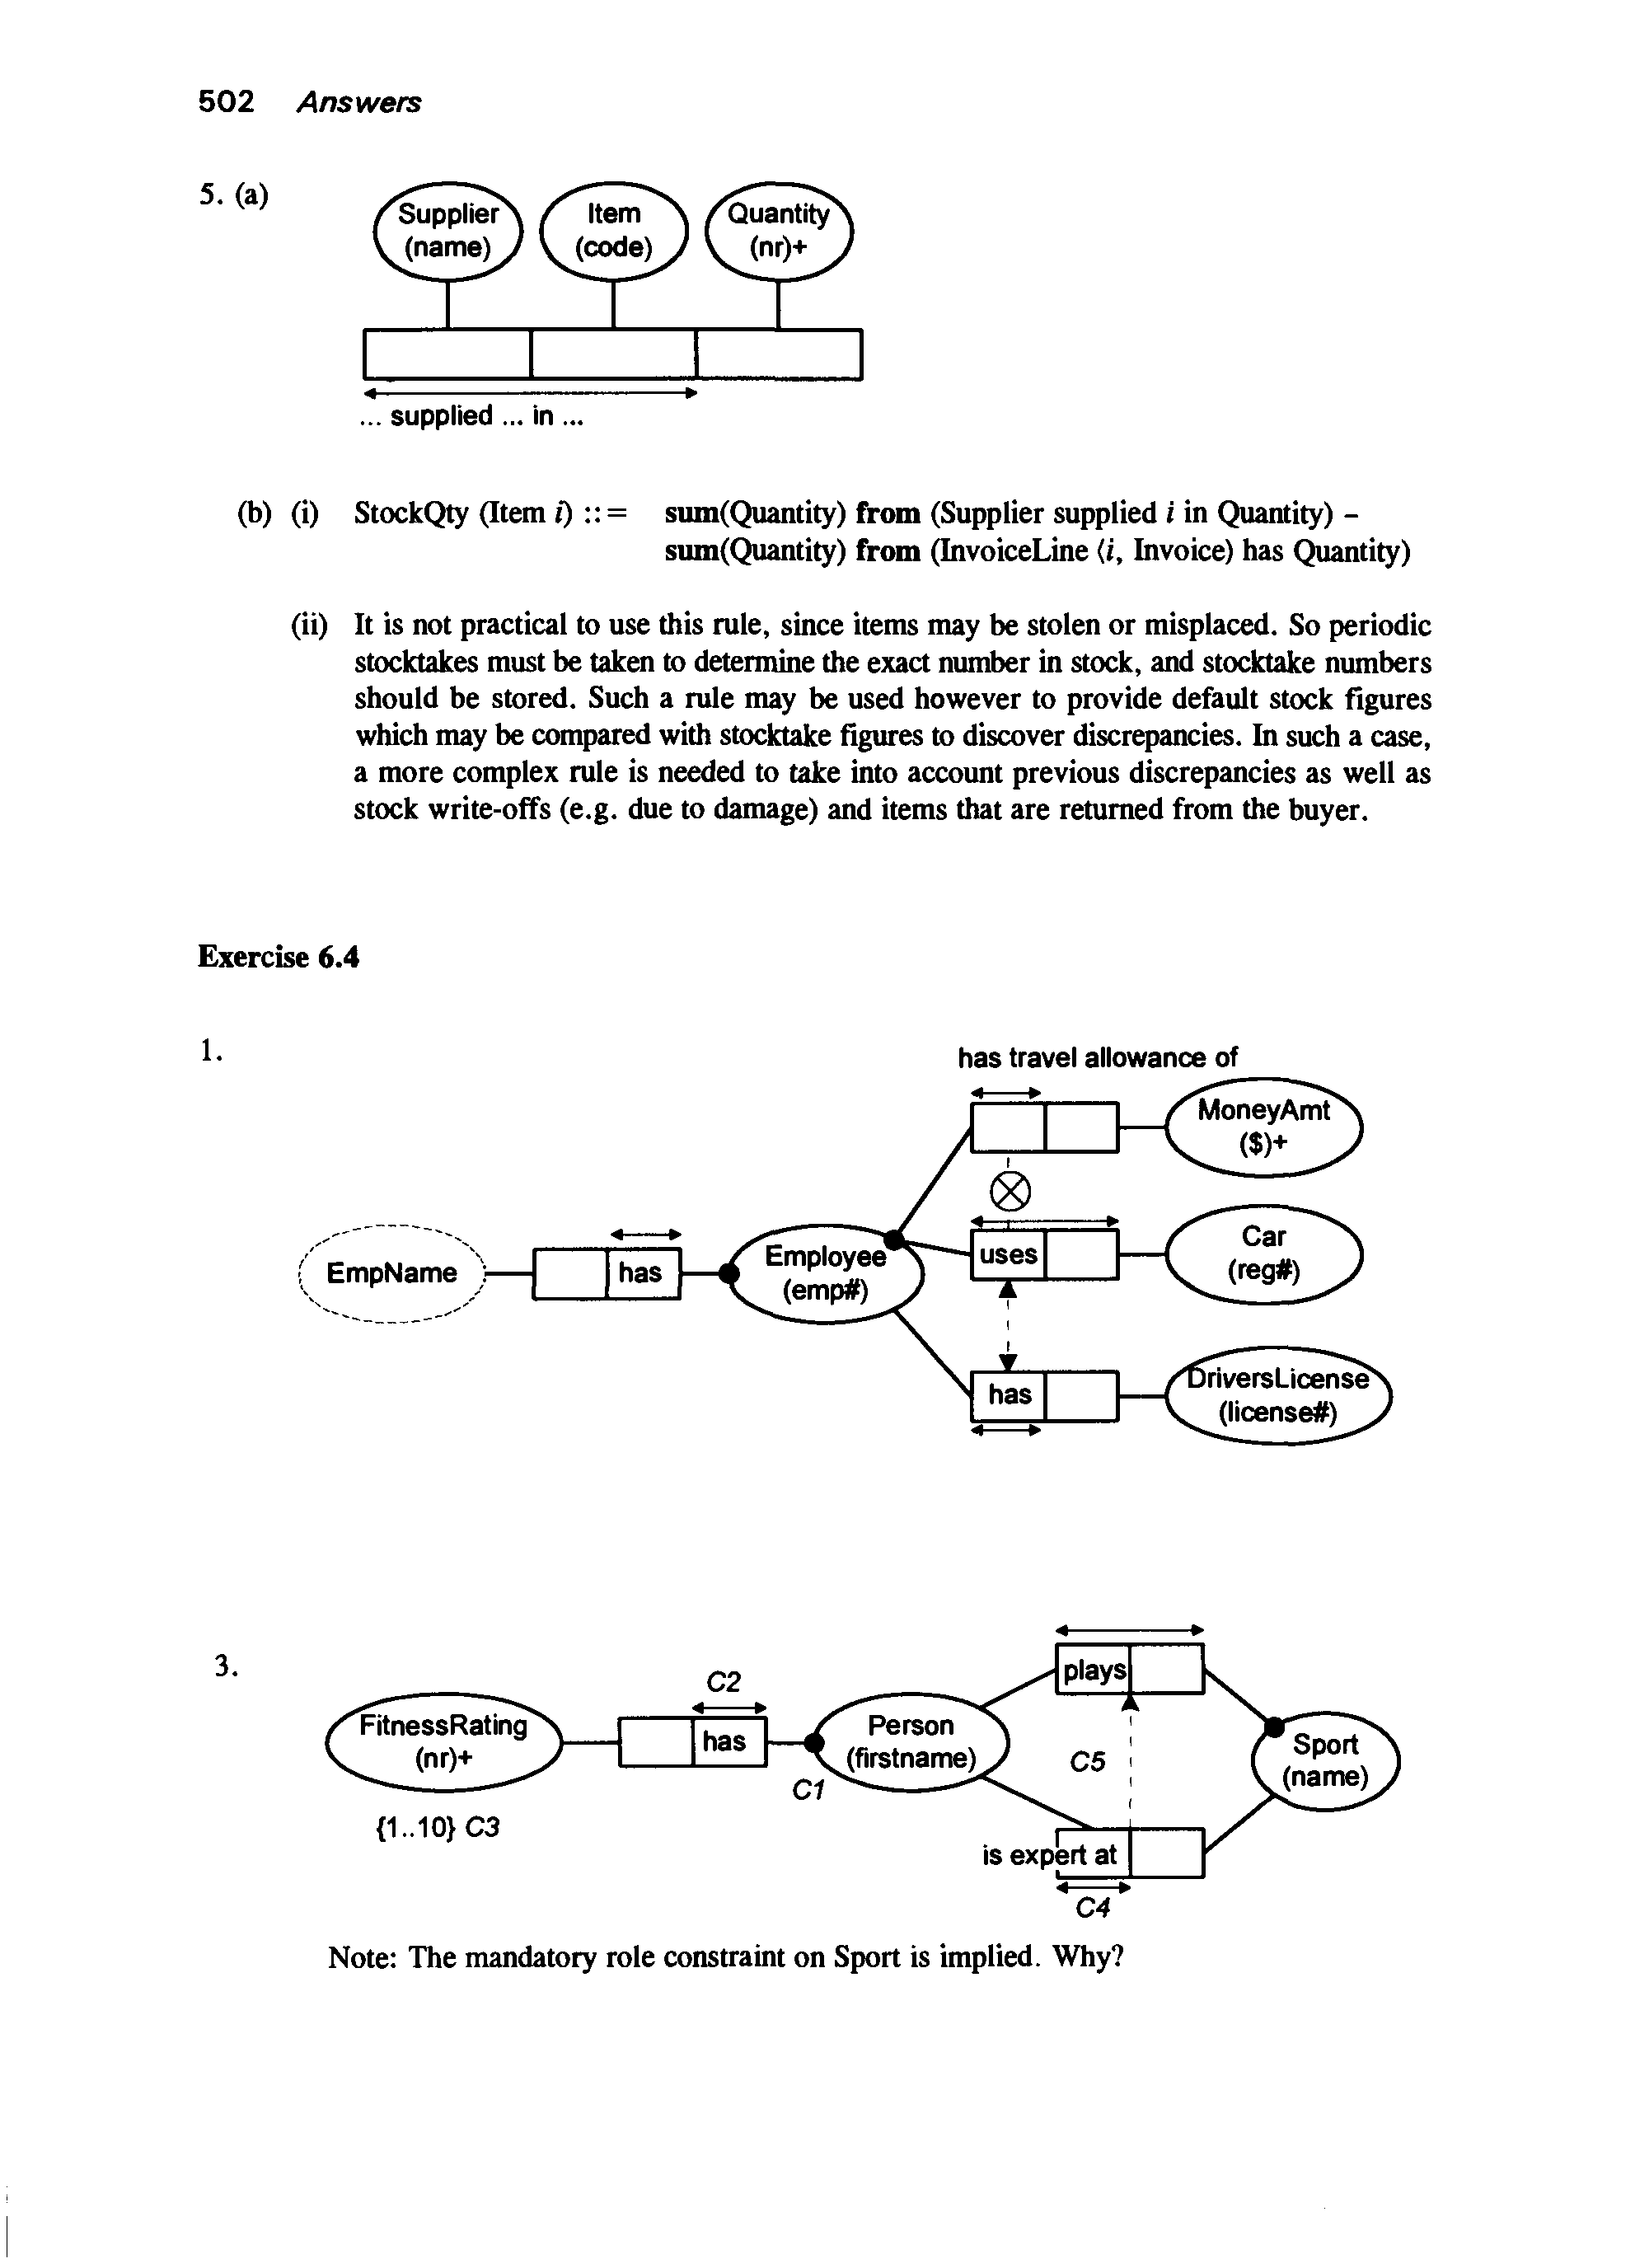 502 Answers
5. (a)
Supplier
(name)
Item
(code)
Quantity
(nr)+
... supplied ... in ...
(b) (i) StockQty (Item i) ::= sum(Quantity) from (Supplier supplied i in Quantity) –
sum(Quantity) from (InvoiceLine (i, Invoice) has Quantity)
(ii) It is not practical to use this rule, since items may be stolen or misplaced. So periodic
stocktakes must be taken to determine the exact number in stock, and stocktake numbers
should be stored. Such a rule may be used however to provide default stock figures
which may be compared with stocktake figures to discover discrepancies. In such a case,
a more complex rule is needed to take into account previous discrepancies as well as
stock write-offs (e.g. due to damage) and items that are returned from the buyer.
Exercise 6.4
1.
has travel allowance of
MoneyAmt
($)+
EmpName
has
Employee
(emp#)
uses
Car
(reg#)
has
DriversLicense
(license#)
3.
FitnessRating
(nr)+
{1..10} C3
C2
has
C1
Person
(firstname)
plays
C5
Sport
(name)
is expert at
C4
Note: The mandatory role constraint on Sport is implied. Why?